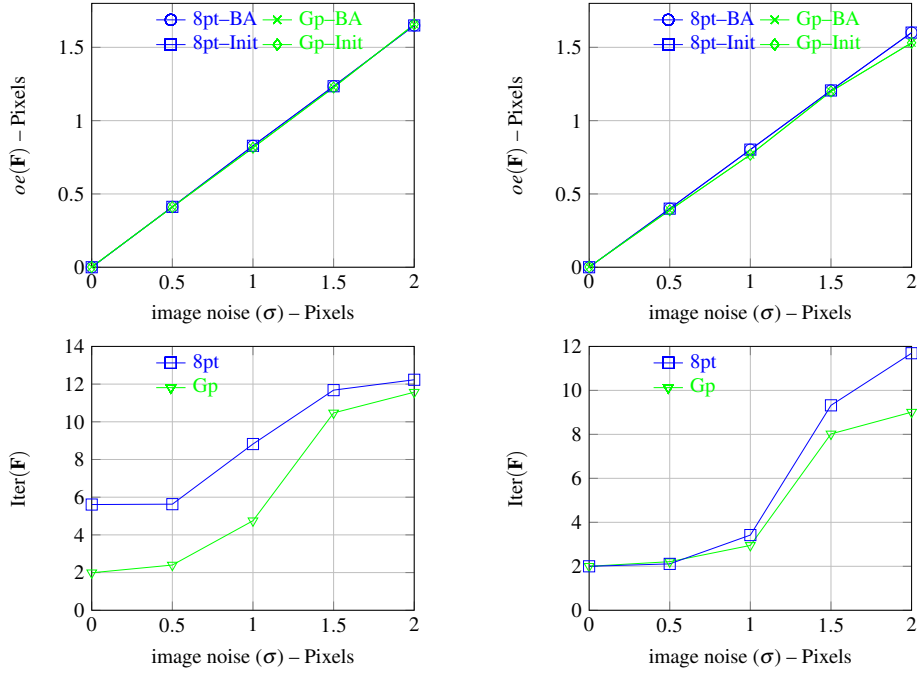 8pt–BA Gp–BA
8pt–Init Gp–Init
1.5
1
0.5
0
oe(F) – Pixels
0 0.5 1 1.5 2
image noise (σ) – Pixels
8pt–BA Gp–BA
8pt–Init Gp–Init
1.5
1
0.5
0
oe(F) – Pixels
0 0.5 1 1.5 2
image noise (σ) – Pixels
8pt
Gp
14
12
10
8
6
4
2
0
Iter(F)
0 0.5 1 1.5 2
image noise (σ) – Pixels
8pt
Gp
12
10
8
6
4
2
0
Iter(F)
0 0.5 1 1.5 2
image noise (σ) – Pixels